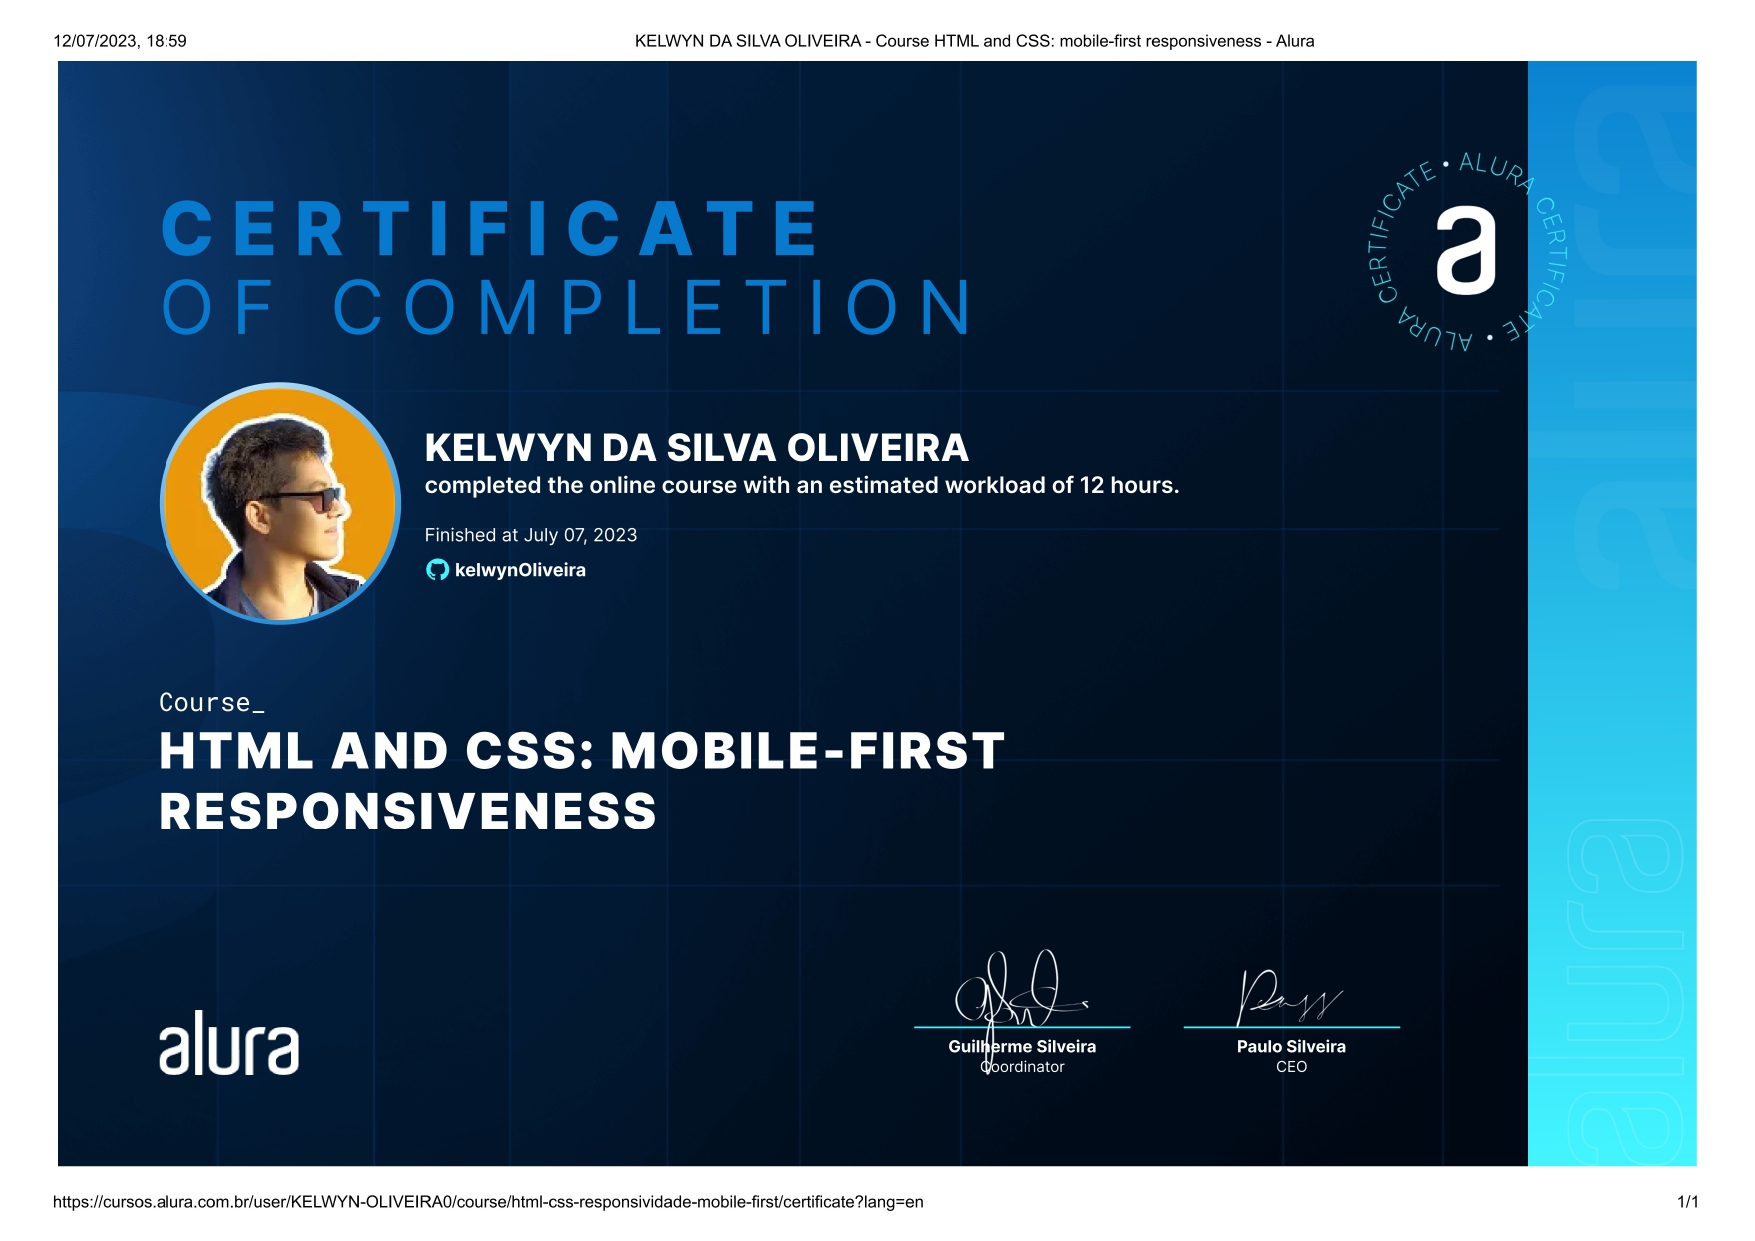 12/07/2023, 18:59
KELWYN DA SILVA OLIVEIRA - Course HTML and CSS: mobile-first responsiveness - Alura
CERTIFICATE
OF COMPLETION
ALURA CERTIFICATE • ALURA CERTIFICATE •
a
alura
KELWYN DA SILVA OLIVEIRA
completed the online course with an estimated workload of 12 hours.
Finished at July 07, 2023
kelwynOliveira
Course_
HTML AND CSS: MOBILE-FIRST
RESPONSIVENESS
alura
alura
Guilherme Silveira
Coordinator
Paulo Silveira
CEO
https://cursos.alura.com.br/user/KELWYN-OLIVEIRA0/course/html-css-responsividade-mobile-first/certificate?lang=en
1/1